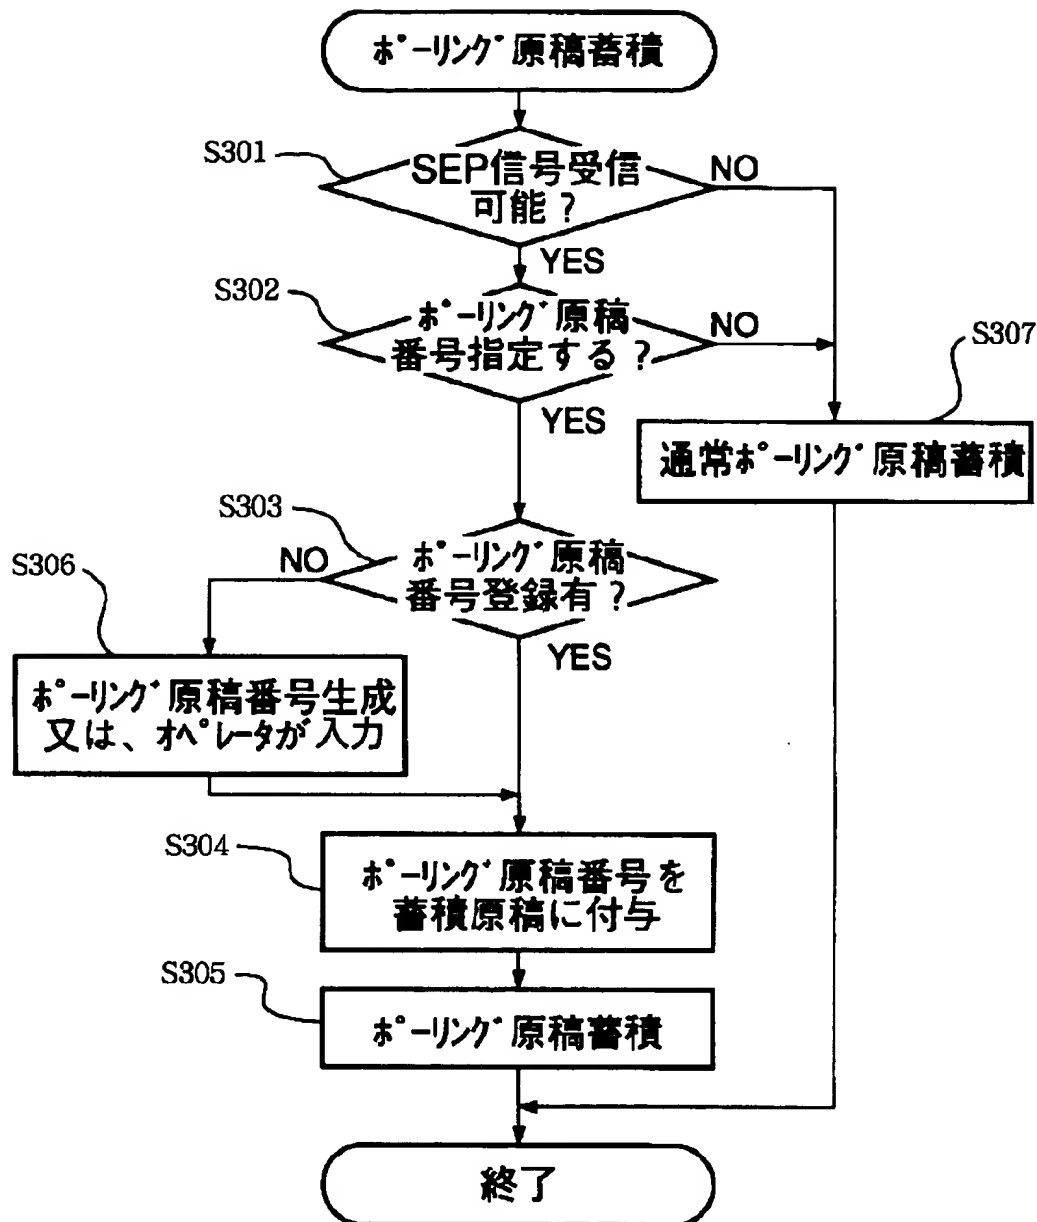 ﾎﾟｰﾘﾝｸﾞ原稿蓄積
S301
SEP信号受信
可能?
NO
YES
S302
ﾎﾟｰﾘﾝｸﾞ原稿
番号指定する?
NO
YES
S307
通常ﾎﾟｰﾘﾝｸﾞ原稿蓄積
S303
ﾎﾟｰﾘﾝｸﾞ原稿
番号登録有?
NO
YES
S306
ﾎﾟｰﾘﾝｸﾞ原稿番号生成
又は、ｵﾍﾟﾚｰﾀが入力
S304
ﾎﾟｰﾘﾝｸﾞ原稿番号を
蓄積原稿に付与
S305
ﾎﾟｰﾘﾝｸﾞ原稿蓄積
終了